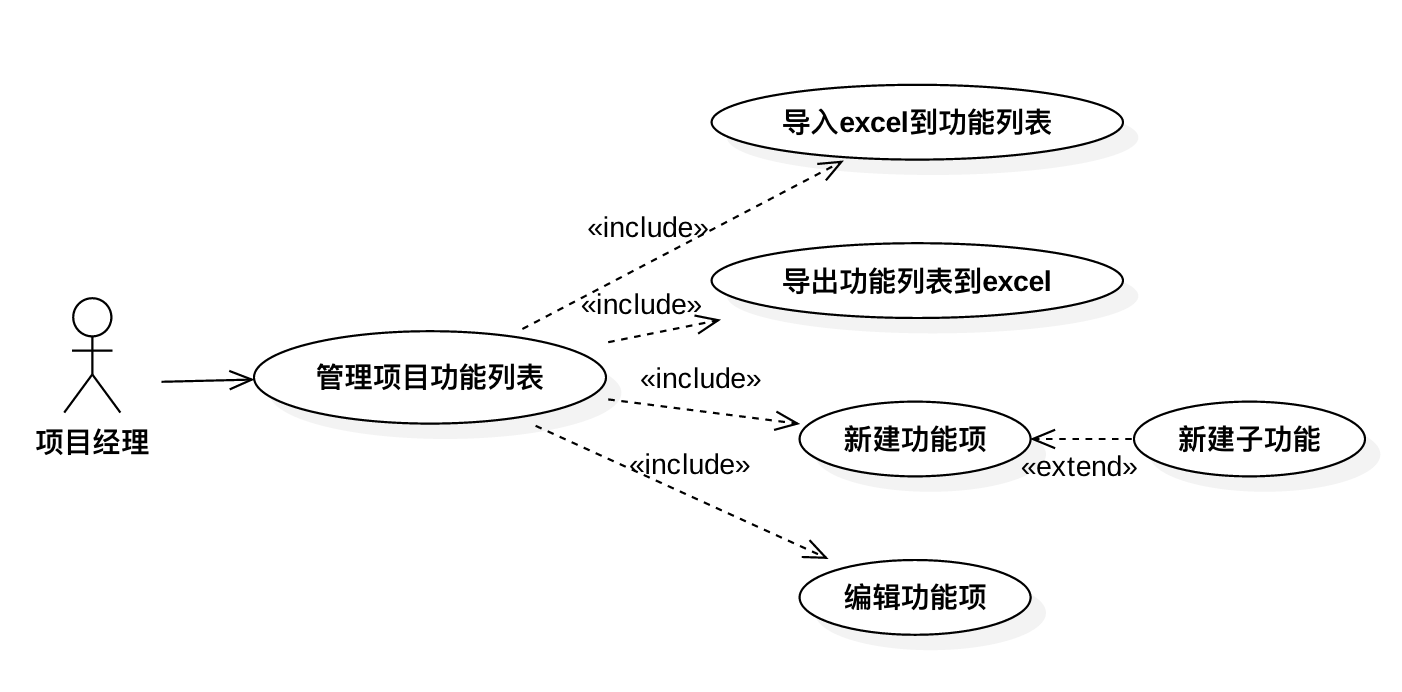 导入excel到功能列表
«include»
导出功能列表到excel
«include»
管理项目功能列表
«include»
项目经理
新建功能项
新建子功能
«include»
«extend»
编辑功能项